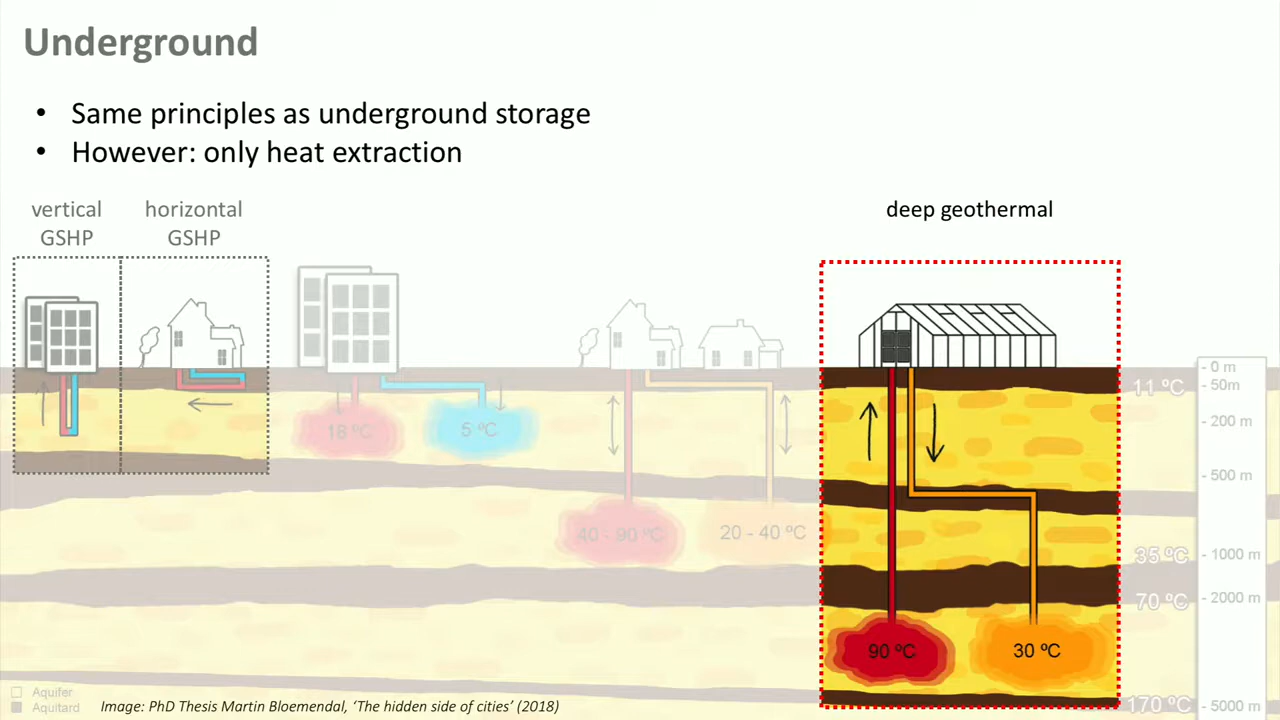 Underground
• Same principles as underground storage
• However: only heat extraction
vertical
GSHP
horizontal
GSHP
deep geothermal
- 0 m
11 ºC
- 50m
18 ºC
5 ºC
- 200 m
- 500 m
40 - 90 ºC
20 - 40 ºC
35 ºC
- 1000 m
70 ºC
- 2000 m
90 ºC
30 ºC
Aquifer
Aquitard
Image: PhD Thesis Martin Bloemendal, ‘The hidden side of cities’ (2018)
170 ºC
- 5000 m